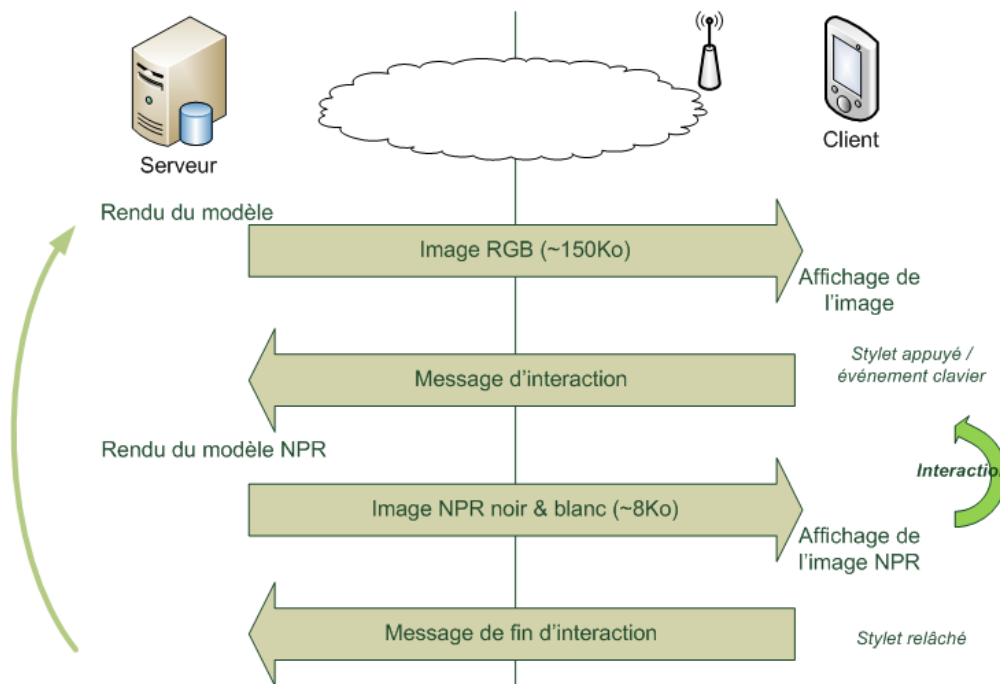 Serveur
Client
Rendu du modèle
Image RGB (~150Ko)
Affichage de
l'image
Stylet appuyé /
événement clavier
Message d'interaction
Rendu du modèle NPR
Interaction
Image NPR noir & blanc (~8Ko)
Affichage de
l'image NPR
Message de fin d'interaction
Stylet relâché